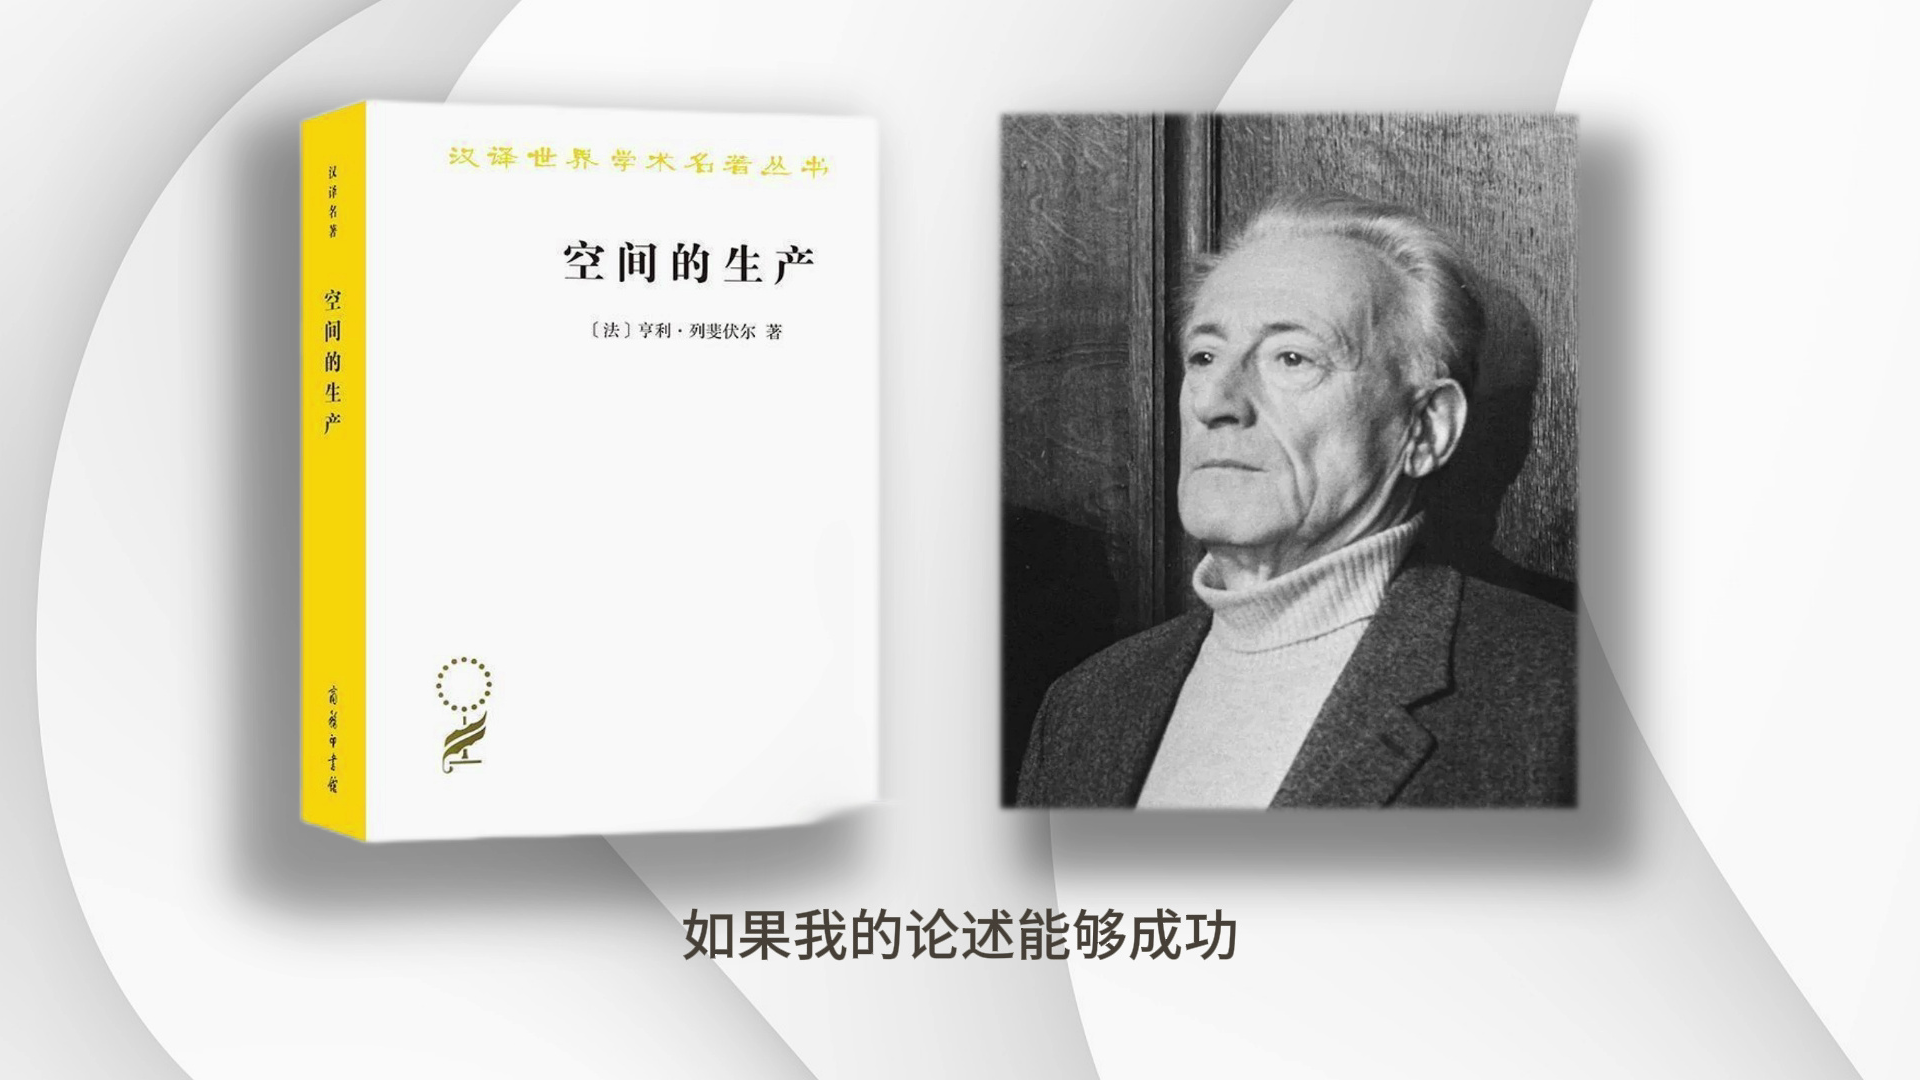 汉译名著
空间的生产
商务印书馆
汉译世界学术名著丛书
空间的生产
〔法〕亨利·列斐伏尔 著
如果我的论述能够成功